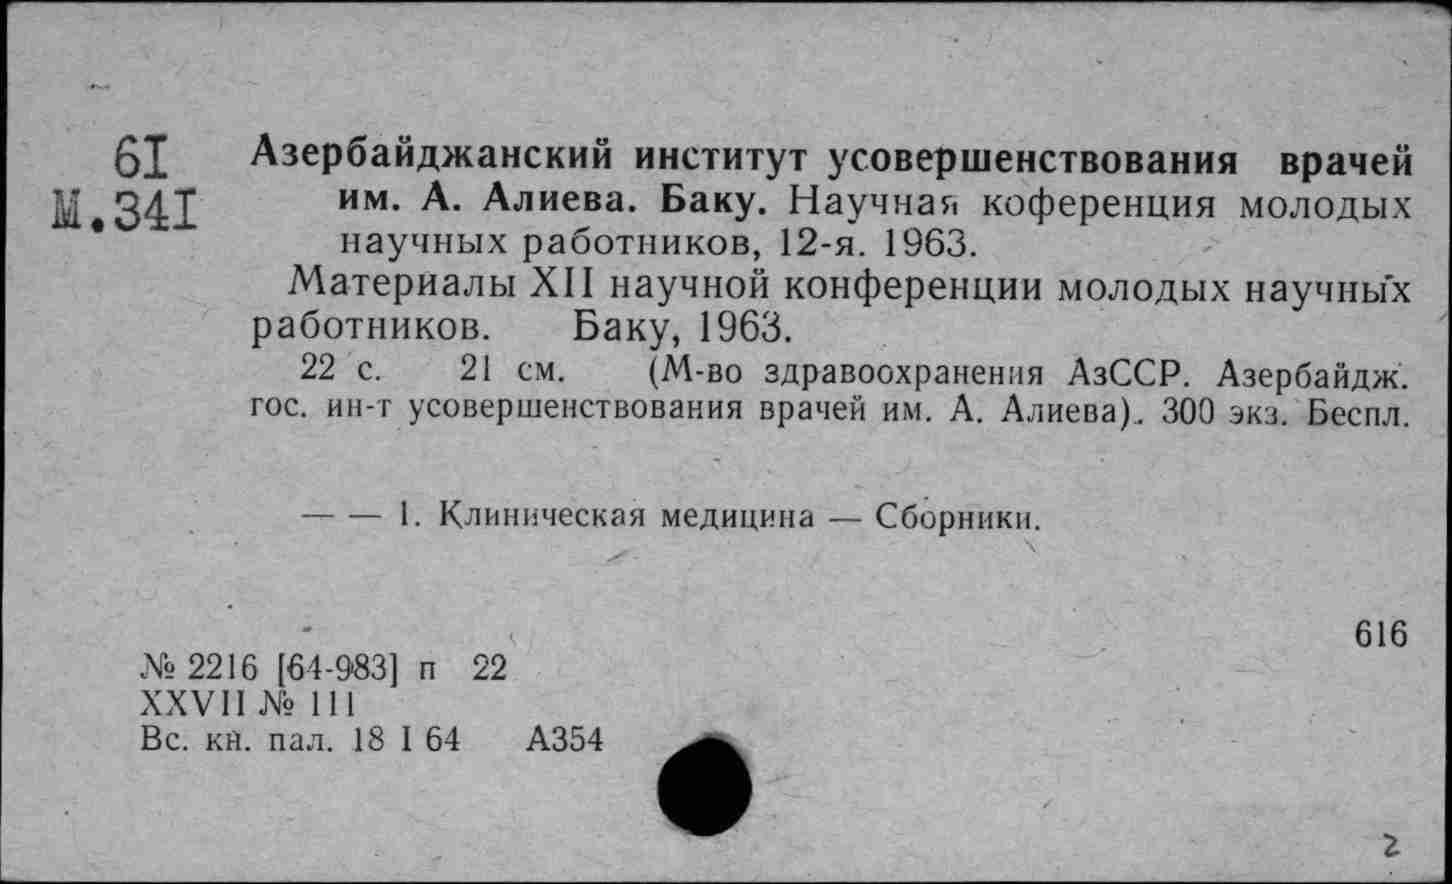 61 Азербайджанский институт усовершенствования врачей
М.341 им. А. Алиева. Баку. Научная коференция молодых
научных работников, 12-я. 1963.
Материалы XII научной конференции молодых научных
работников. Баку, 1963.
22 с. 21 см. (М-во здравоохранения АзССР. Азербайдж.
гос. ин-т усовершенствования врачей им. А. Алиева). 300 экз. Беспл.
— — 1. Клиническая медицина — Сборники.
616
№ 2216 [64-983] п 22
XXVII № 111
Вс. кн. пал. 18 I 64 А354
2